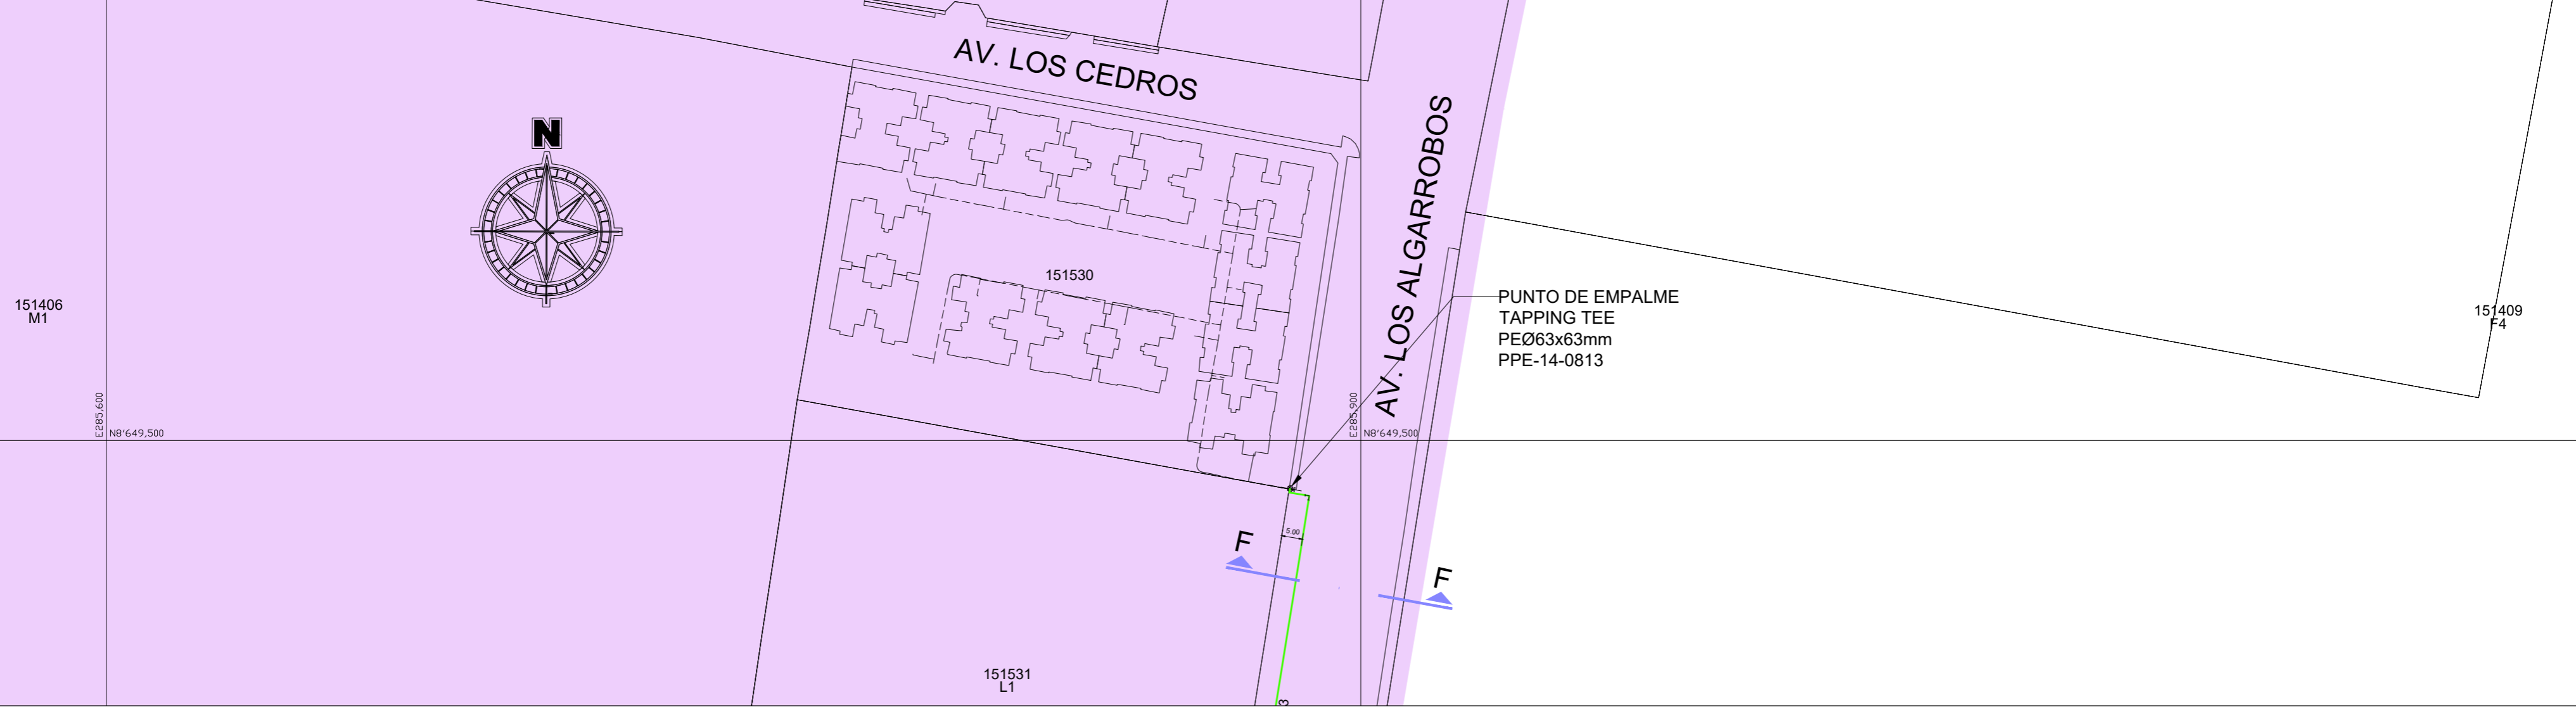 AV. LOS CEDROS
AV. LOS ALGARROBOS
N
151530
151406
M1
PUNTO DE EMPALME
TAPPING TEE
PEØ63x63mm
PPE-14-0813
151409
F4
E285,600
N8'649,500
E285,900
N8'649,500
5.00
F
F
151531
L1
3